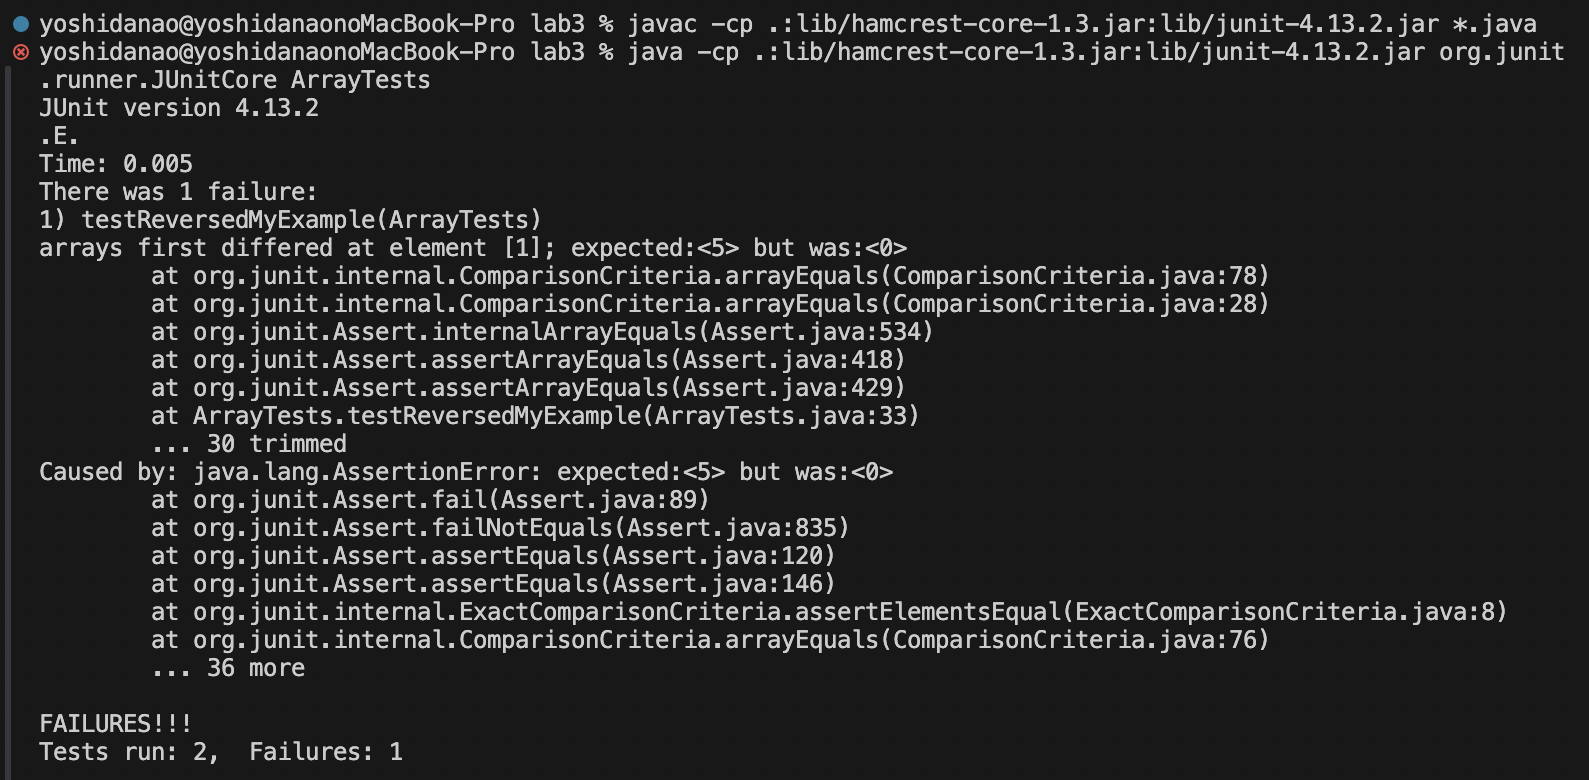 yoshidanao@yoshidanaonoMacBook-Pro lab3 % javac -cp .:lib/hamcrest-core-1.3.jar:lib/junit-4.13.2.jar *.java
yoshidanao@yoshidanaonoMacBook-Pro lab3 % java -cp .:lib/hamcrest-core-1.3.jar:lib/junit-4.13.2.jar org.junit
.runner.JUnitCore ArrayTests
JUnit version 4.13.2
.E.
Time: 0.005
There was 1 failure:
1) testReversedMyExample(ArrayTests)
arrays first differed at element [1]; expected:<5> but was:<0>
        at org.junit.internal.ComparisonCriteria.arrayEquals(ComparisonCriteria.java:78)
        at org.junit.internal.ComparisonCriteria.arrayEquals(ComparisonCriteria.java:28)
        at org.junit.Assert.internalArrayEquals(Assert.java:534)
        at org.junit.Assert.assertArrayEquals(Assert.java:418)
        at org.junit.Assert.assertArrayEquals(Assert.java:429)
        at ArrayTests.testReversedMyExample(ArrayTests.java:33)
        ... 30 trimmed
Caused by: java.lang.AssertionError: expected:<5> but was:<0>
        at org.junit.Assert.fail(Assert.java:89)
        at org.junit.Assert.failNotEquals(Assert.java:835)
        at org.junit.Assert.assertEquals(Assert.java:120)
        at org.junit.Assert.assertEquals(Assert.java:146)
        at org.junit.internal.ExactComparisonCriteria.assertElementsEqual(ExactComparisonCriteria.java:8)
        at org.junit.internal.ComparisonCriteria.arrayEquals(ComparisonCriteria.java:76)
        ... 36 more

FAILURES!!!
Tests run: 2,  Failures: 1